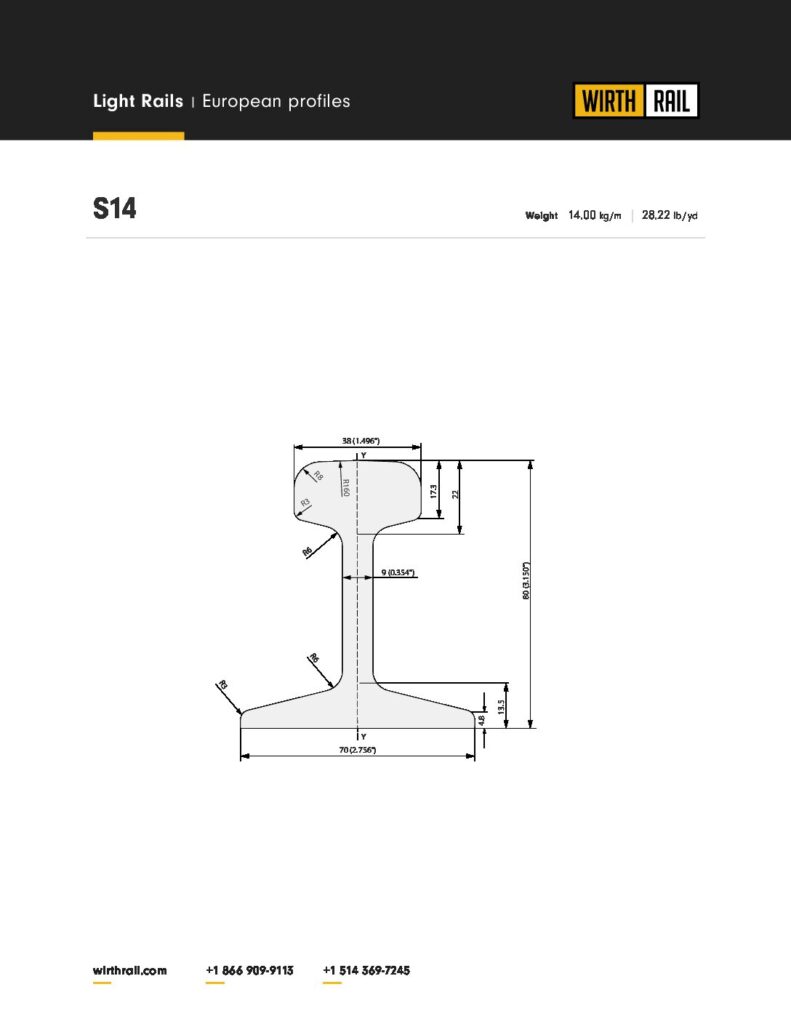 Light Rails | European profiles
WIRTH RAIL
S14
Weight 14,00 kg/m | 28,22 lb/yd
38 (1.496")
Y
R8
R160
R3
17.3
22
R6
9 (0.354")
80 (3.150")
R6
R3
13.5
4.8
Y
70 (2.756")
wirthrail.com +1 866 909-9113 +1 514 369-7245